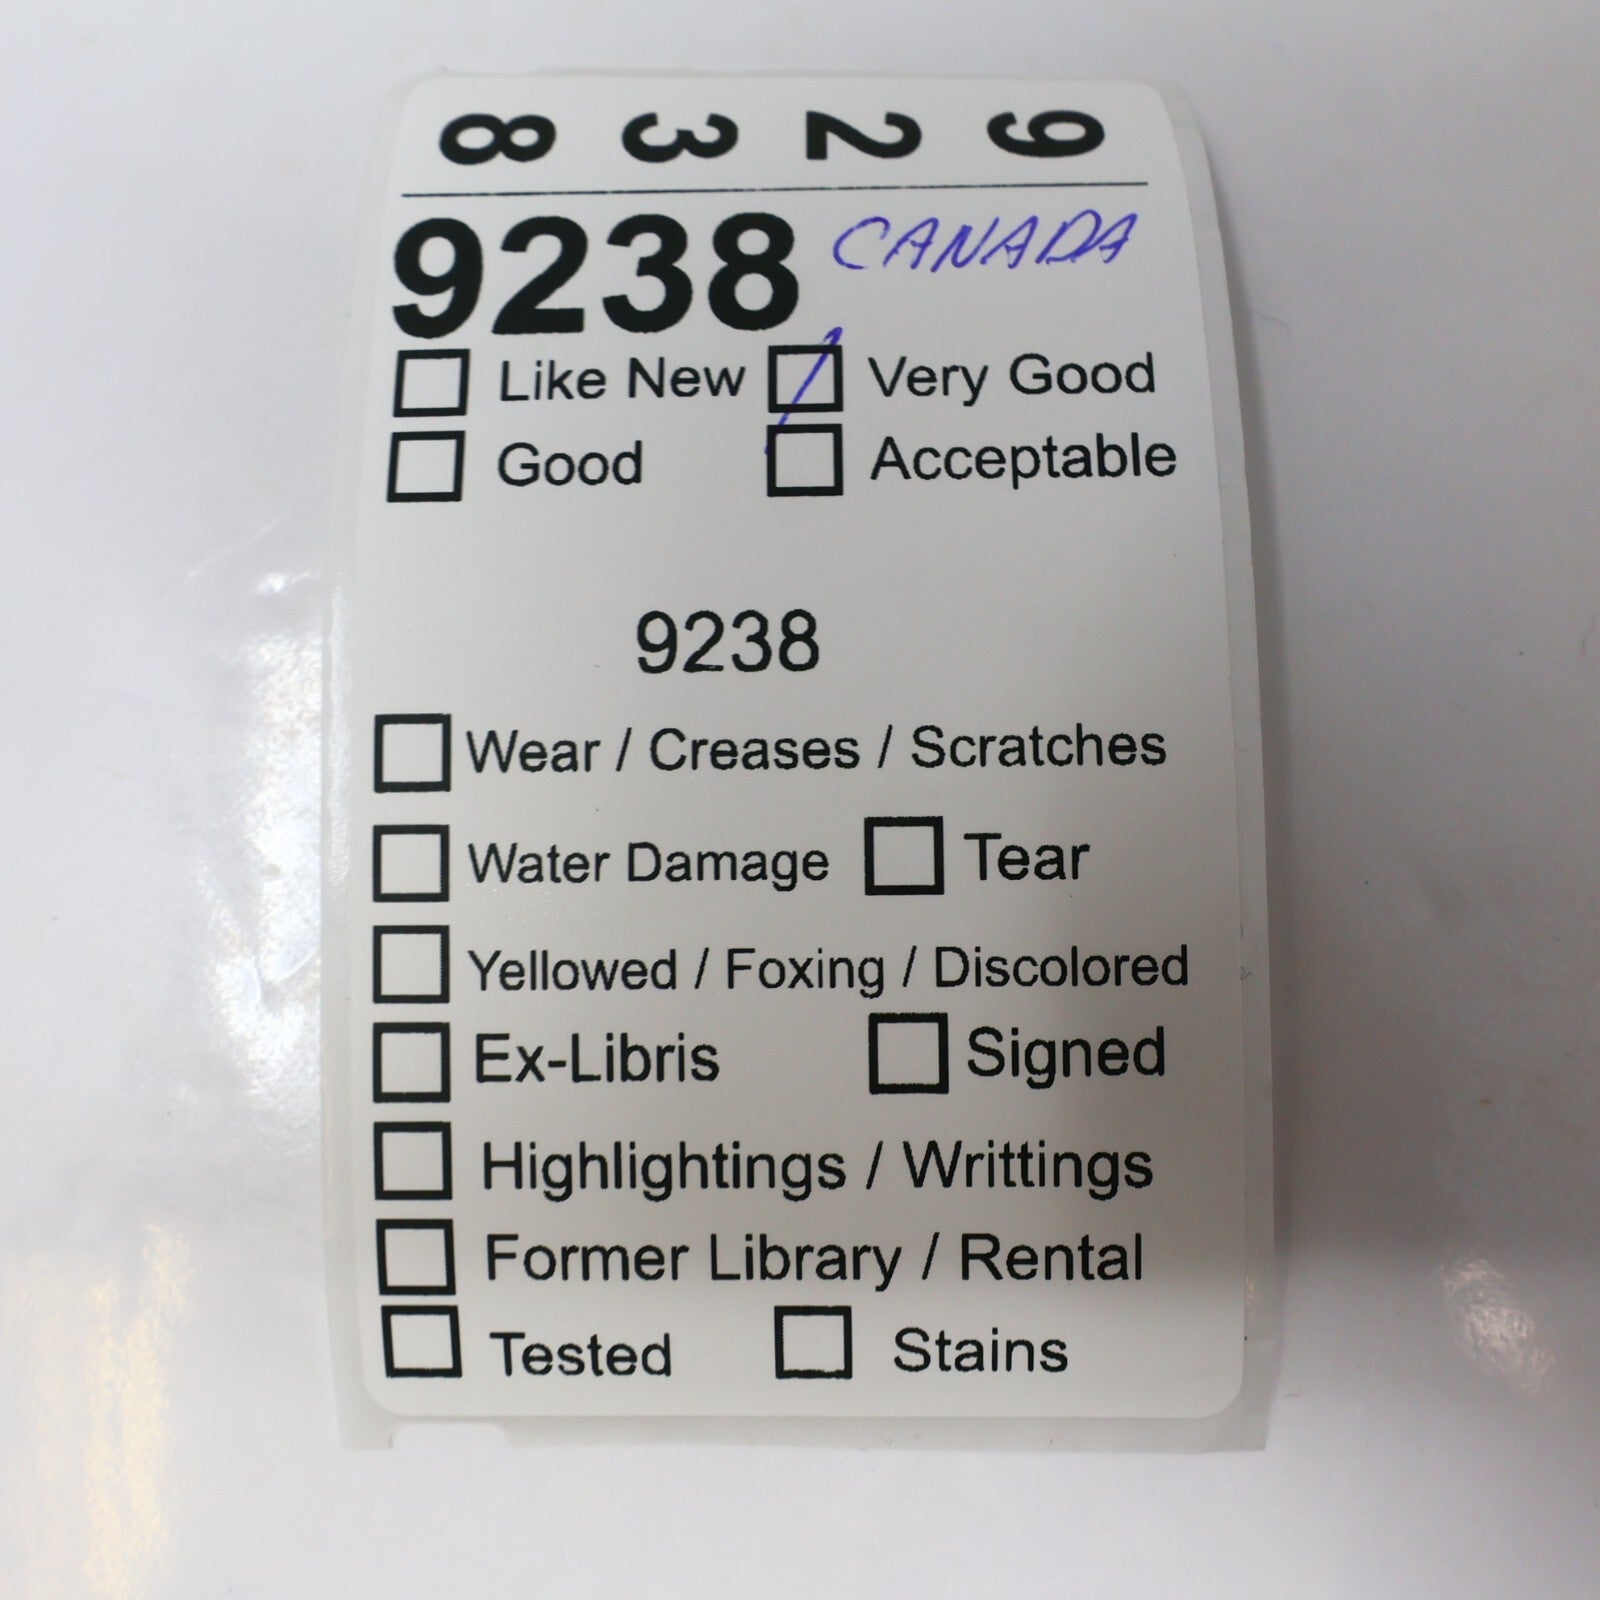 9 2 3 8
9238 CANADA
Like New Very Good
Good Acceptable
9238
Wear / Creases / Scratches
Water Damage Tear
Yellowed / Foxing / Discolored
Ex-Libris Signed
Highlightings / Writtings
Former Library / Rental
Tested Stains